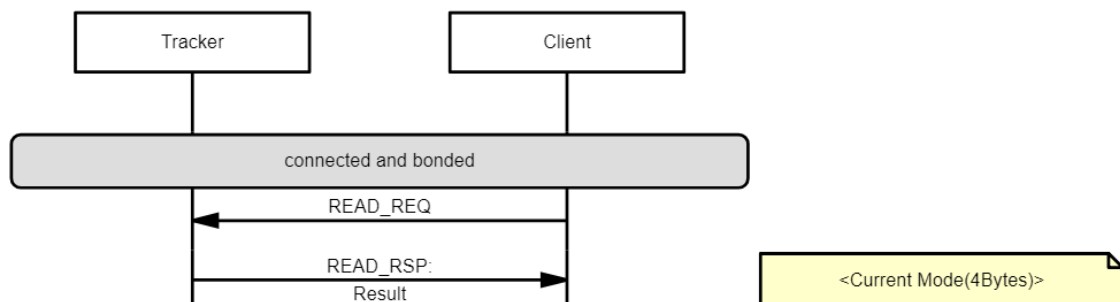 Tracker
Client
connected and bonded
READ_REQ
READ_RSP:
Result
<Current Mode(4Bytes)>